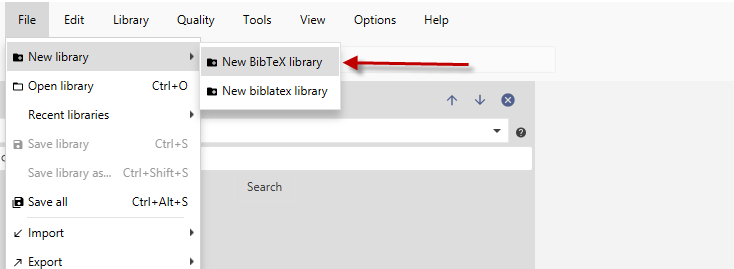 File Edit Library Quality Tools View Options Help
New library
New BibTeX library
Open library Ctrl+O
New biblatex library
Recent libraries
Save library Ctrl+S
Save library as... Ctrl+Shift+S
Search
Save all Ctrl+Alt+S
Import
Export